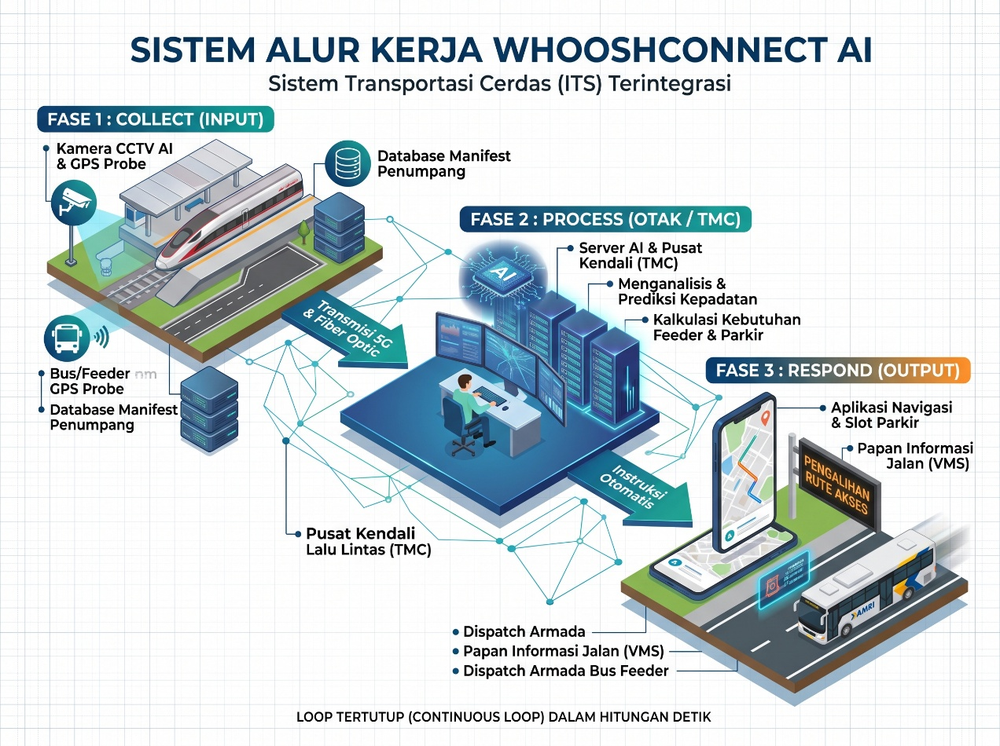 SISTEM ALUR KERJA WHOOSHCONNECT AI
Sistem Transportasi Cerdas (ITS) Terintegrasi
FASE 1 : COLLECT (INPUT)
Kamera CCTV AI
& GPS Probe
Database Manifest
Penumpang
Bus/Feeder nm
GPS Probe
Database Manifest
Penumpang
Transmisi 5G
& Fiber Optic
FASE 2 : PROCESS (OTAK / TMC)
AI
Server AI & Pusat
Kendali (TMC)
Menganalisis &
Prediksi Kepadatan
Kalkulasi Kebutuhan
Feeder & Parkir
Pusat Kendali
Lalu Lintas (TMC)
Instruksi
Otomatis
FASE 3 : RESPOND (OUTPUT)
Aplikasi Navigasi
& Slot Parkir
Papan Informasi
Jalan (VMS)
PENGALIHAN
RUTE AKSES
AMRI
Dispatch Armada
Papan Informasi Jalan (VMS)
Dispatch Armada Bus Feeder
LOOP TERTUTUP (CONTINUOUS LOOP) DALAM HITUNGAN DETIK